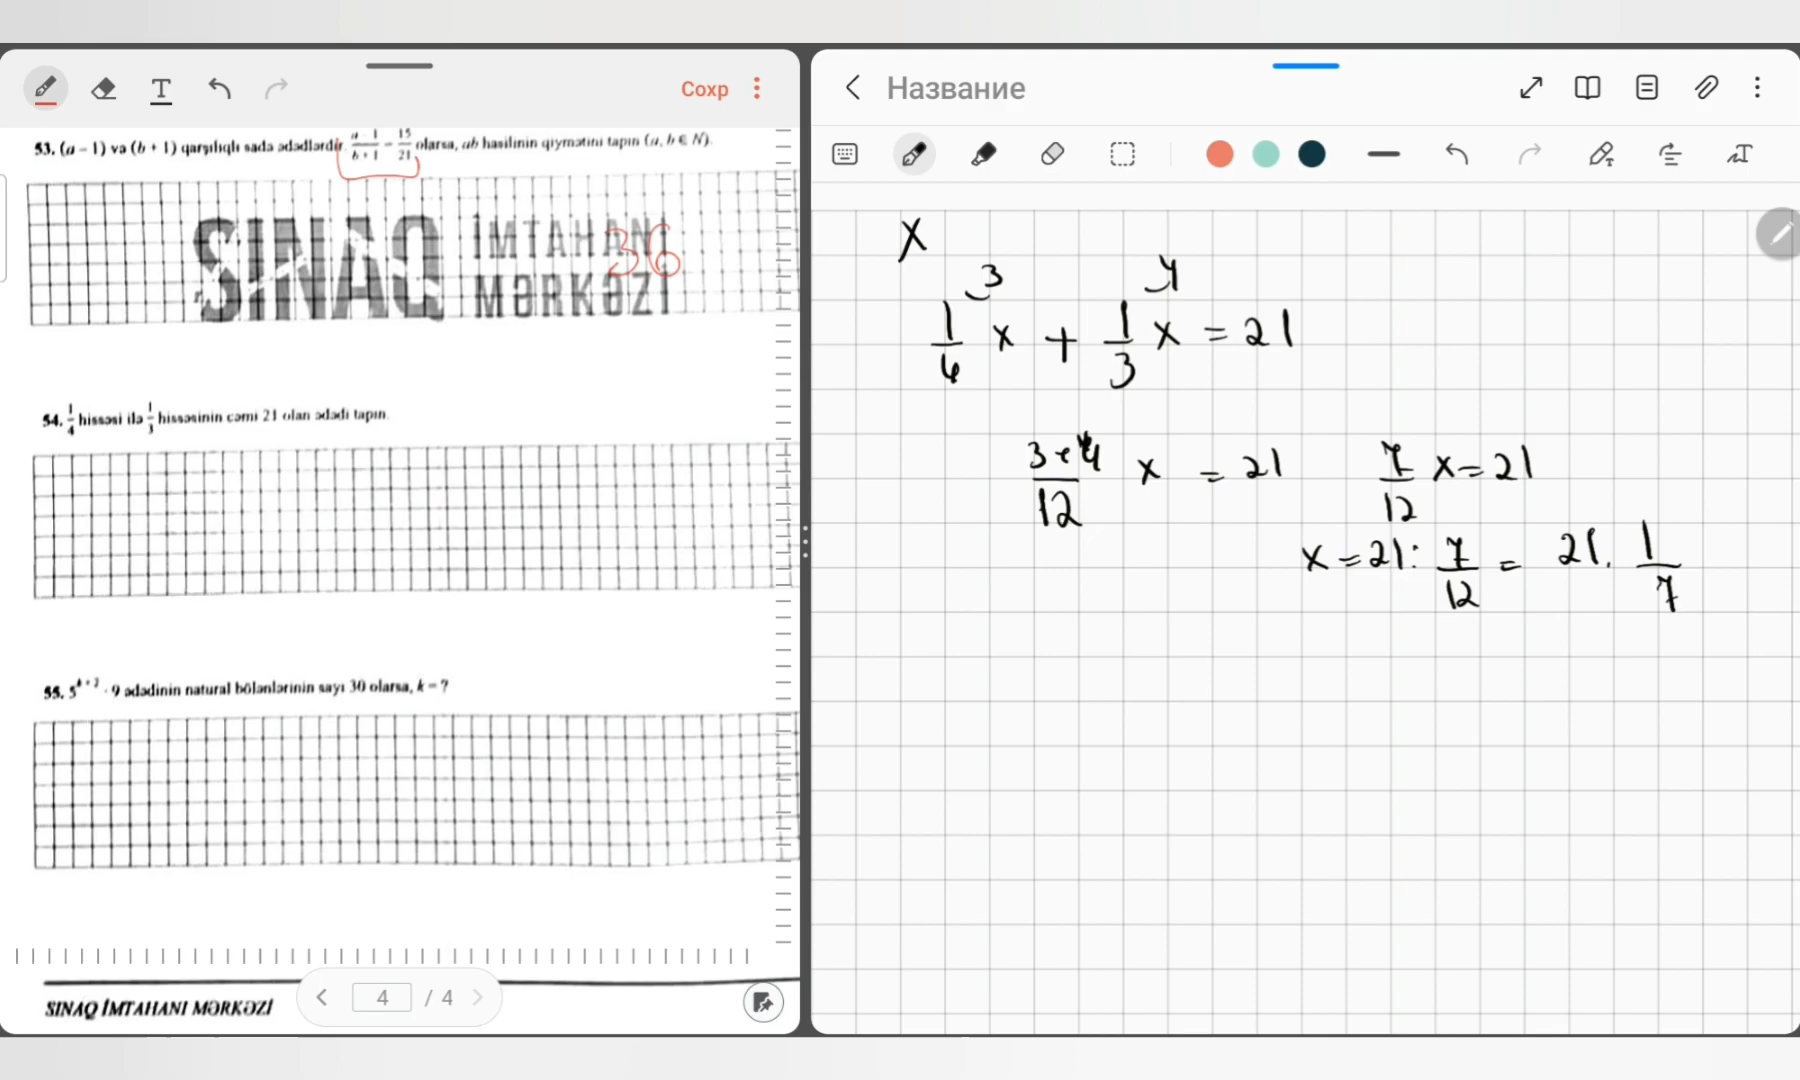 Сохр
53. (a − 1) və (b + 1) qarşılıqlı sadə ədədlərdir. a − 1 / b + 1 = 15 / 21 olarsa, ab hasilinin qiymətini tapın (a, b ∈ N).
SINAQ İMTAHANI MƏRKƏZİ
36
54. 1/4 hissəsi ilə 1/3 hissəsinin cəmi 21 olan ədədi tapın.
55. 5^(k + 2) · 9 ədədinin natural bölənlərinin sayı 30 olarsa, k = ?
SINAQ İMTAHANI MƏRKƏZİ
4 / 4
Название
x
3 4
1/4 x + 1/3 x = 21
3+4/12 x = 21 7/12 x = 21
x = 21 : 7/12 = 21 . 1/7